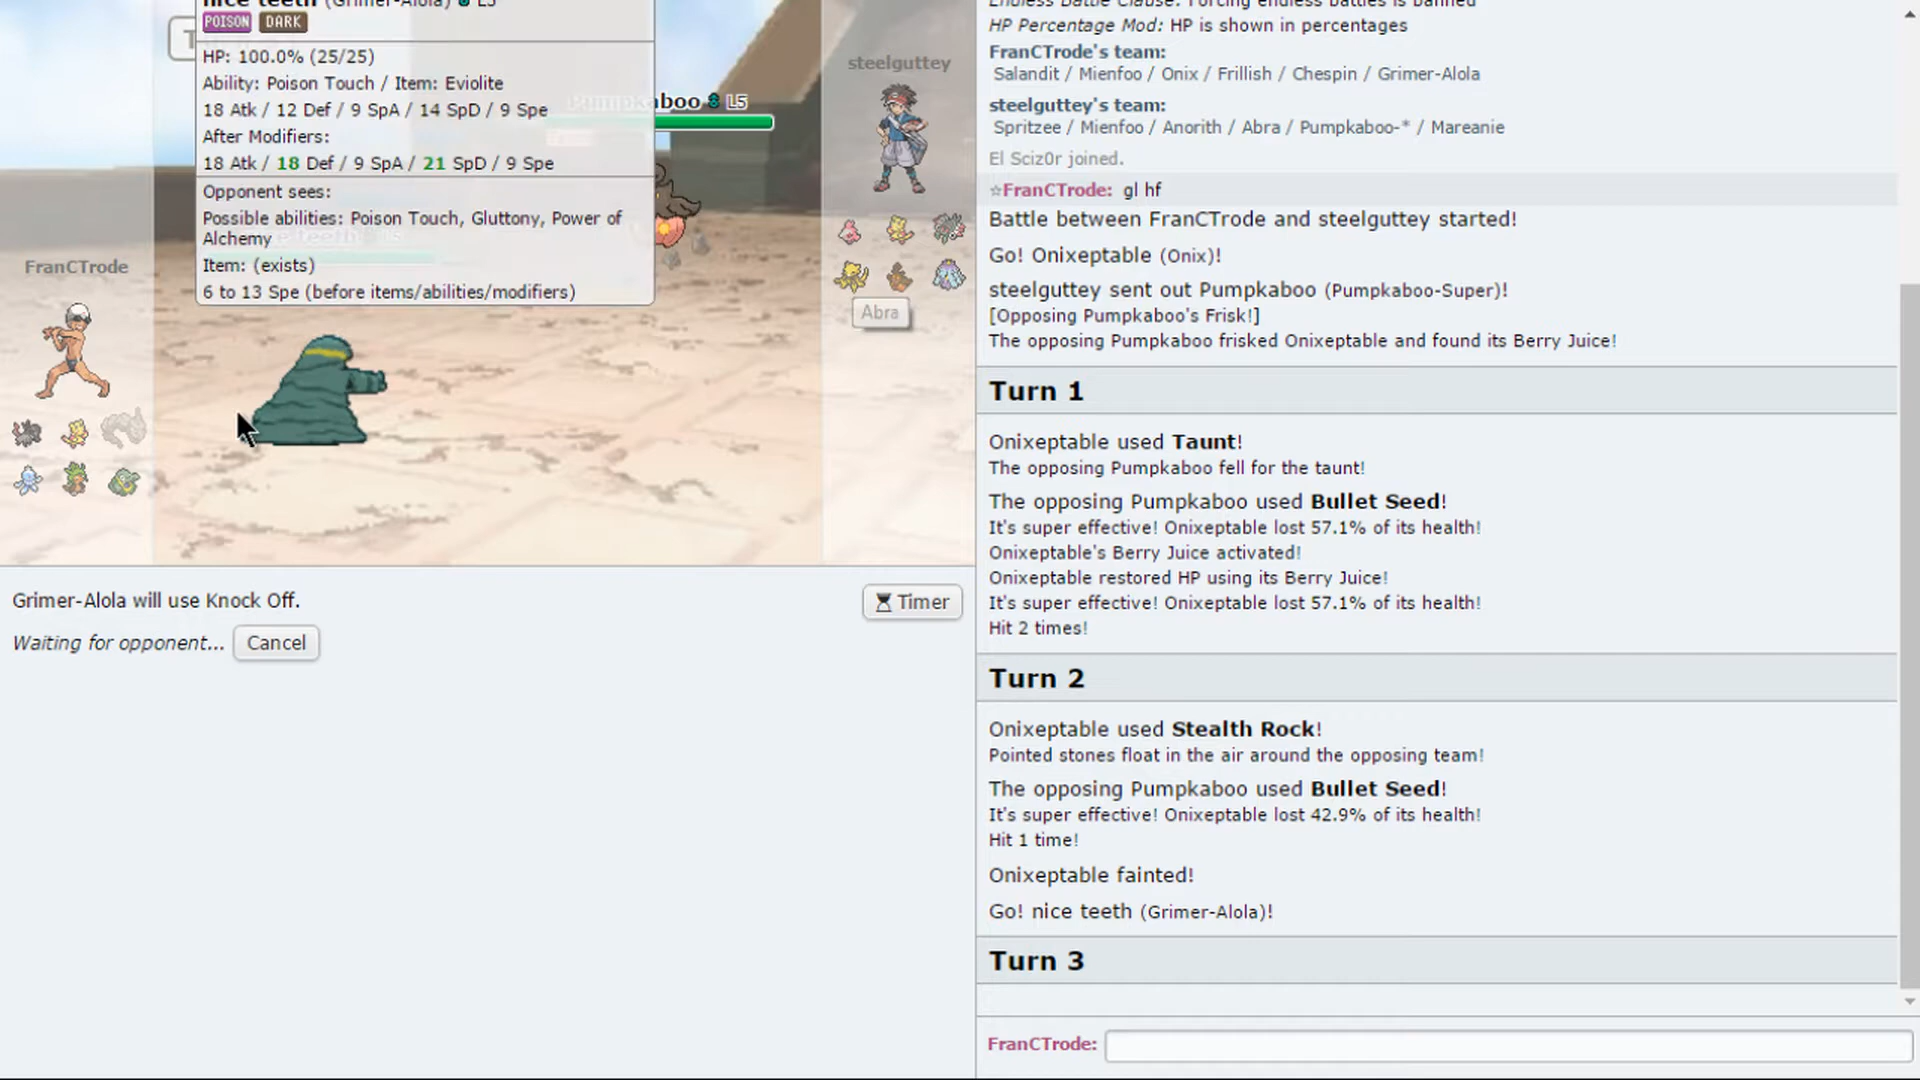 nice teeth (Grimer-Alola) L5
POISON DARK
HP: 100.0% (25/25)
Ability: Poison Touch / Item: Eviolite
18 Atk / 12 Def / 9 SpA / 14 SpD / 9 Spe
After Modifiers:
18 Atk / 18 Def / 9 SpA / 21 SpD / 9 Spe
Opponent sees:
Possible abilities: Poison Touch, Gluttony, Power of
Alchemy
Item: (exists)
6 to 13 Spe (before items/abilities/modifiers)
Pumpkaboo L5
steelguttey
Abra
FranCTrode
Grimer-Alola will use Knock Off.
Timer
Waiting for opponent... Cancel
Endless Battle Clause: Forcing endless battles is banned
HP Percentage Mod: HP is shown in percentages
FranCTrode's team:
Salandit / Mienfoo / Onix / Frillish / Chespin / Grimer-Alola
steelguttey's team:
Spritzee / Mienfoo / Anorith / Abra / Pumpkaboo-* / Mareanie
El Sciz0r joined.
☆FranCTrode: gl hf
Battle between FranCTrode and steelguttey started!
Go! Onixeptable (Onix)!
steelguttey sent out Pumpkaboo (Pumpkaboo-Super)!
[Opposing Pumpkaboo's Frisk!]
The opposing Pumpkaboo frisked Onixeptable and found its Berry Juice!
Turn 1
Onixeptable used Taunt!
The opposing Pumpkaboo fell for the taunt!
The opposing Pumpkaboo used Bullet Seed!
It's super effective! Onixeptable lost 57.1% of its health!
Onixeptable's Berry Juice activated!
Onixeptable restored HP using its Berry Juice!
It's super effective! Onixeptable lost 57.1% of its health!
Hit 2 times!
Turn 2
Onixeptable used Stealth Rock!
Pointed stones float in the air around the opposing team!
The opposing Pumpkaboo used Bullet Seed!
It's super effective! Onixeptable lost 42.9% of its health!
Hit 1 time!
Onixeptable fainted!
Go! nice teeth (Grimer-Alola)!
Turn 3
FranCTrode: